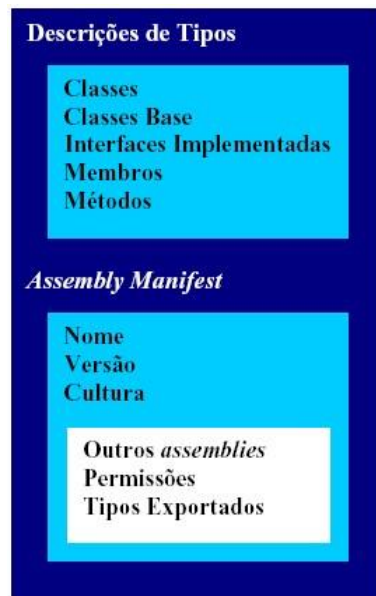 Descrições de Tipos
Classes
Classes Base
Interfaces Implementadas
Membros
Métodos
Assembly Manifest
Nome
Versão
Cultura
Outros assemblies
Permissões
Tipos Exportados